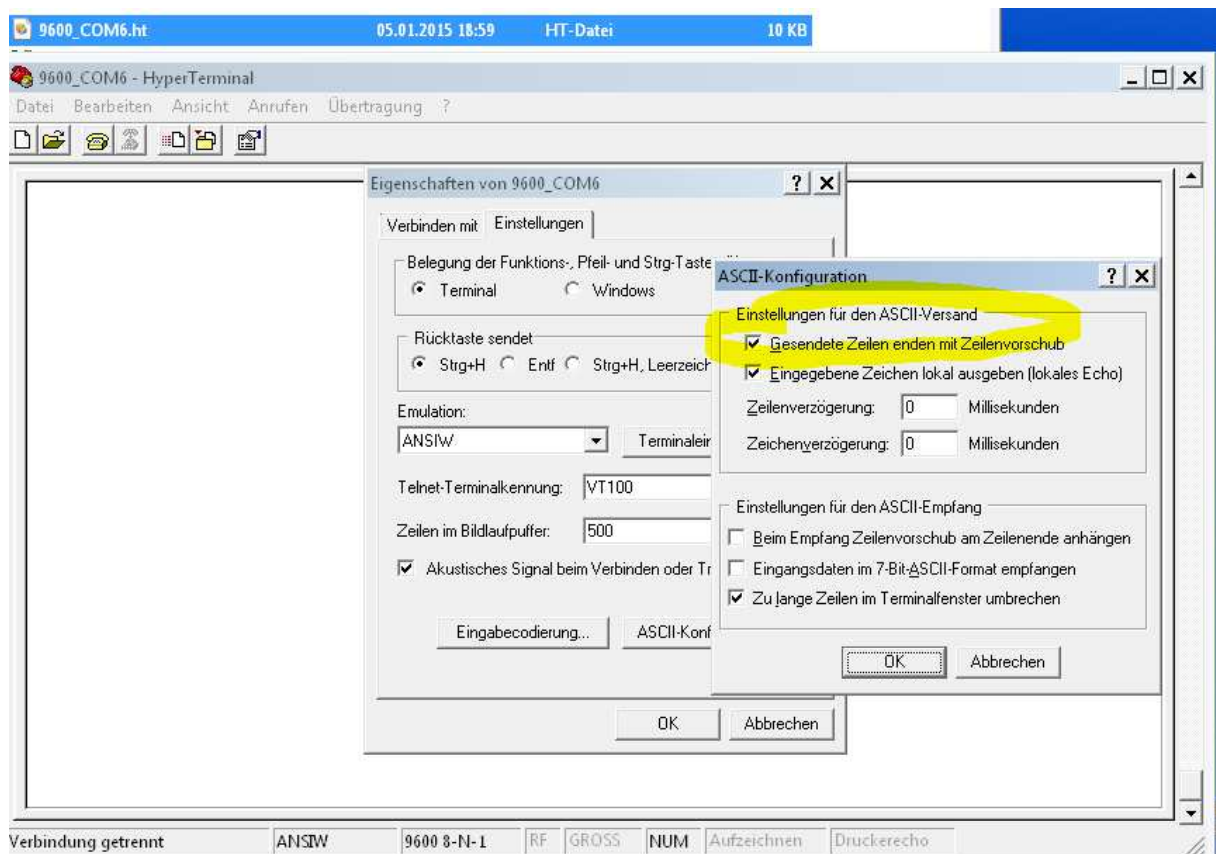 9600_COM6.ht 05.01.2015 18:59 HT-Datei 10 KB
9600_COM6 - HyperTerminal
Datei Bearbeiten Ansicht Anrufen Übertragung ?
Eigenschaften von 9600_COM6
Verbinden mit Einstellungen
Belegung der Funktions-, Pfeil- und Strg-Taste
Terminal Windows
Rücktaste sendet
Strg+H Entf Strg+H, Leerzeich
Emulation:
ANSIW Terminalein
Telnet-Terminalkennung: VT100
Zeilen im Bildlaufpuffer: 500
Akustisches Signal beim Verbinden oder Tr
Eingabecodierung... ASCII-Konf
OK Abbrechen
ASCII-Konfiguration
Einstellungen für den ASCII-Versand
Gesendete Zeilen enden mit Zeilenvorschub
Eingegebene Zeichen lokal ausgeben (lokales Echo)
Zeilenverzögerung: 0 Millisekunden
Zeichenverzögerung: 0 Millisekunden
Einstellungen für den ASCII-Empfang
Beim Empfang Zeilenvorschub am Zeilenende anhängen
Eingangsdaten im 7-Bit-ASCII-Format empfangen
Zu lange Zeilen im Terminalfenster umbrechen
OK Abbrechen
Verbindung getrennt ANSIW 9600 8-N-1 RF GROSS NUM Aufzeichnen Druckerecho